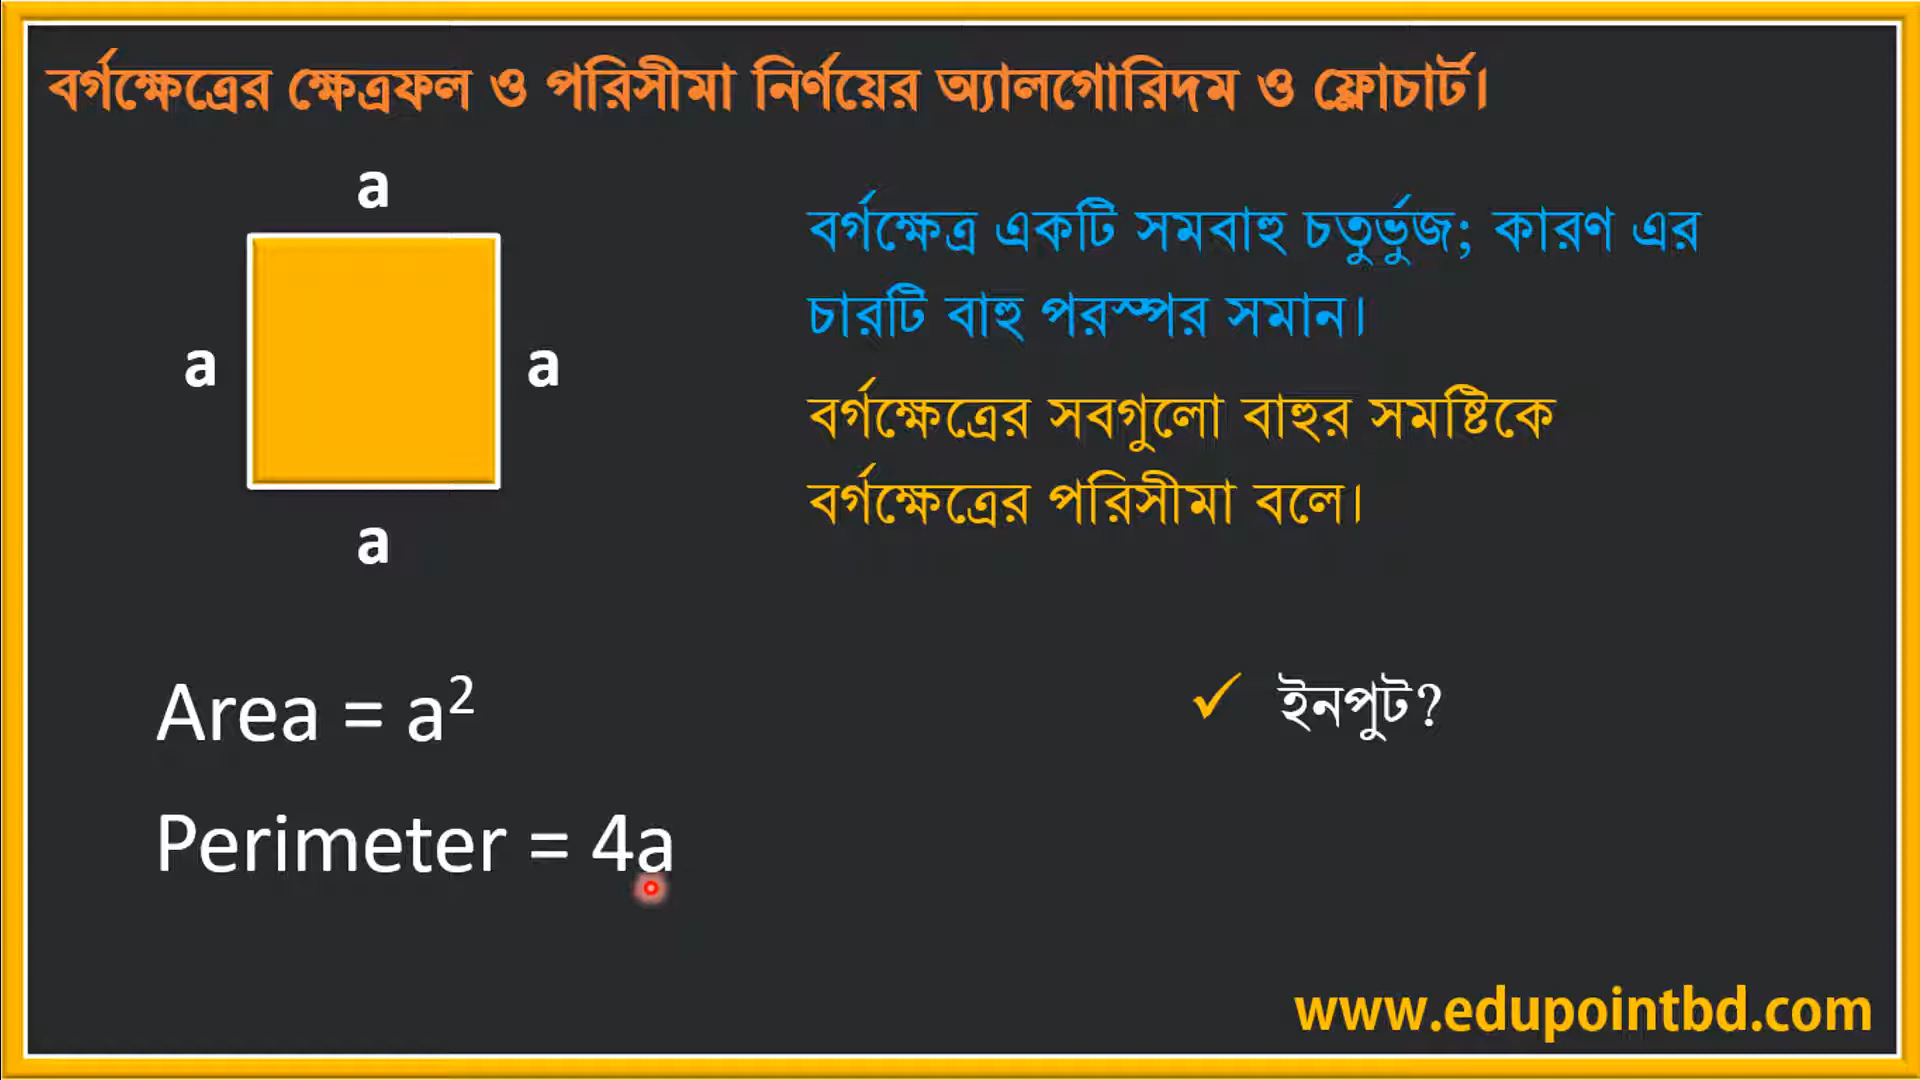 বর্গক্ষেত্রের ক্ষেত্রফল ও পরিসীমা নির্ণয়ের অ্যালগোরিদম ও ফ্লোচার্ট।
a
বর্গক্ষেত্র একটি সমবাহু চতুর্ভুজ; কারণ এর
চারটি বাহু পরস্পর সমান।
a
a
বর্গক্ষেত্রের সবগুলো বাহুর সমষ্টিকে
বর্গক্ষেত্রের পরিসীমা বলে।
a
Area = a²
✓ ইনপুট?
Perimeter = 4a
www.edupointbd.com